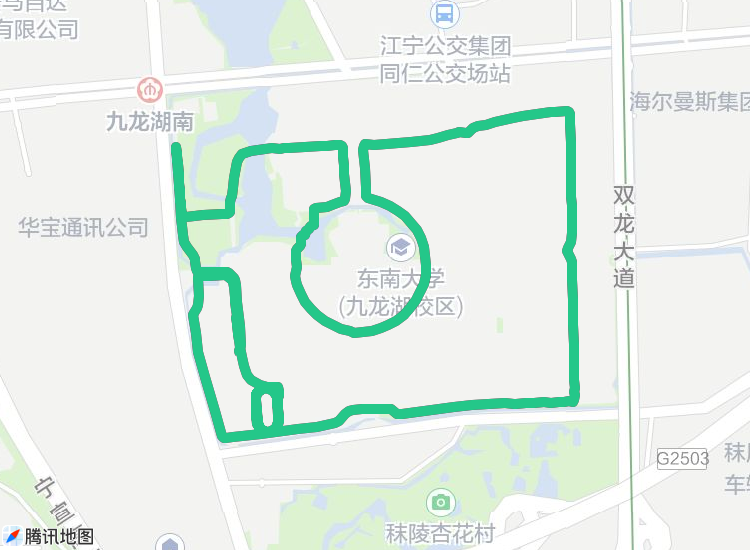 马自达
有限公司
江宁公交集团
同仁公交场站
九龙湖南
海尔曼斯集团
华宝通讯公司
双龙大道
东南大学
(九龙湖校区)
G2503
秣
车
宁宣
秣陵杏花村
腾讯地图